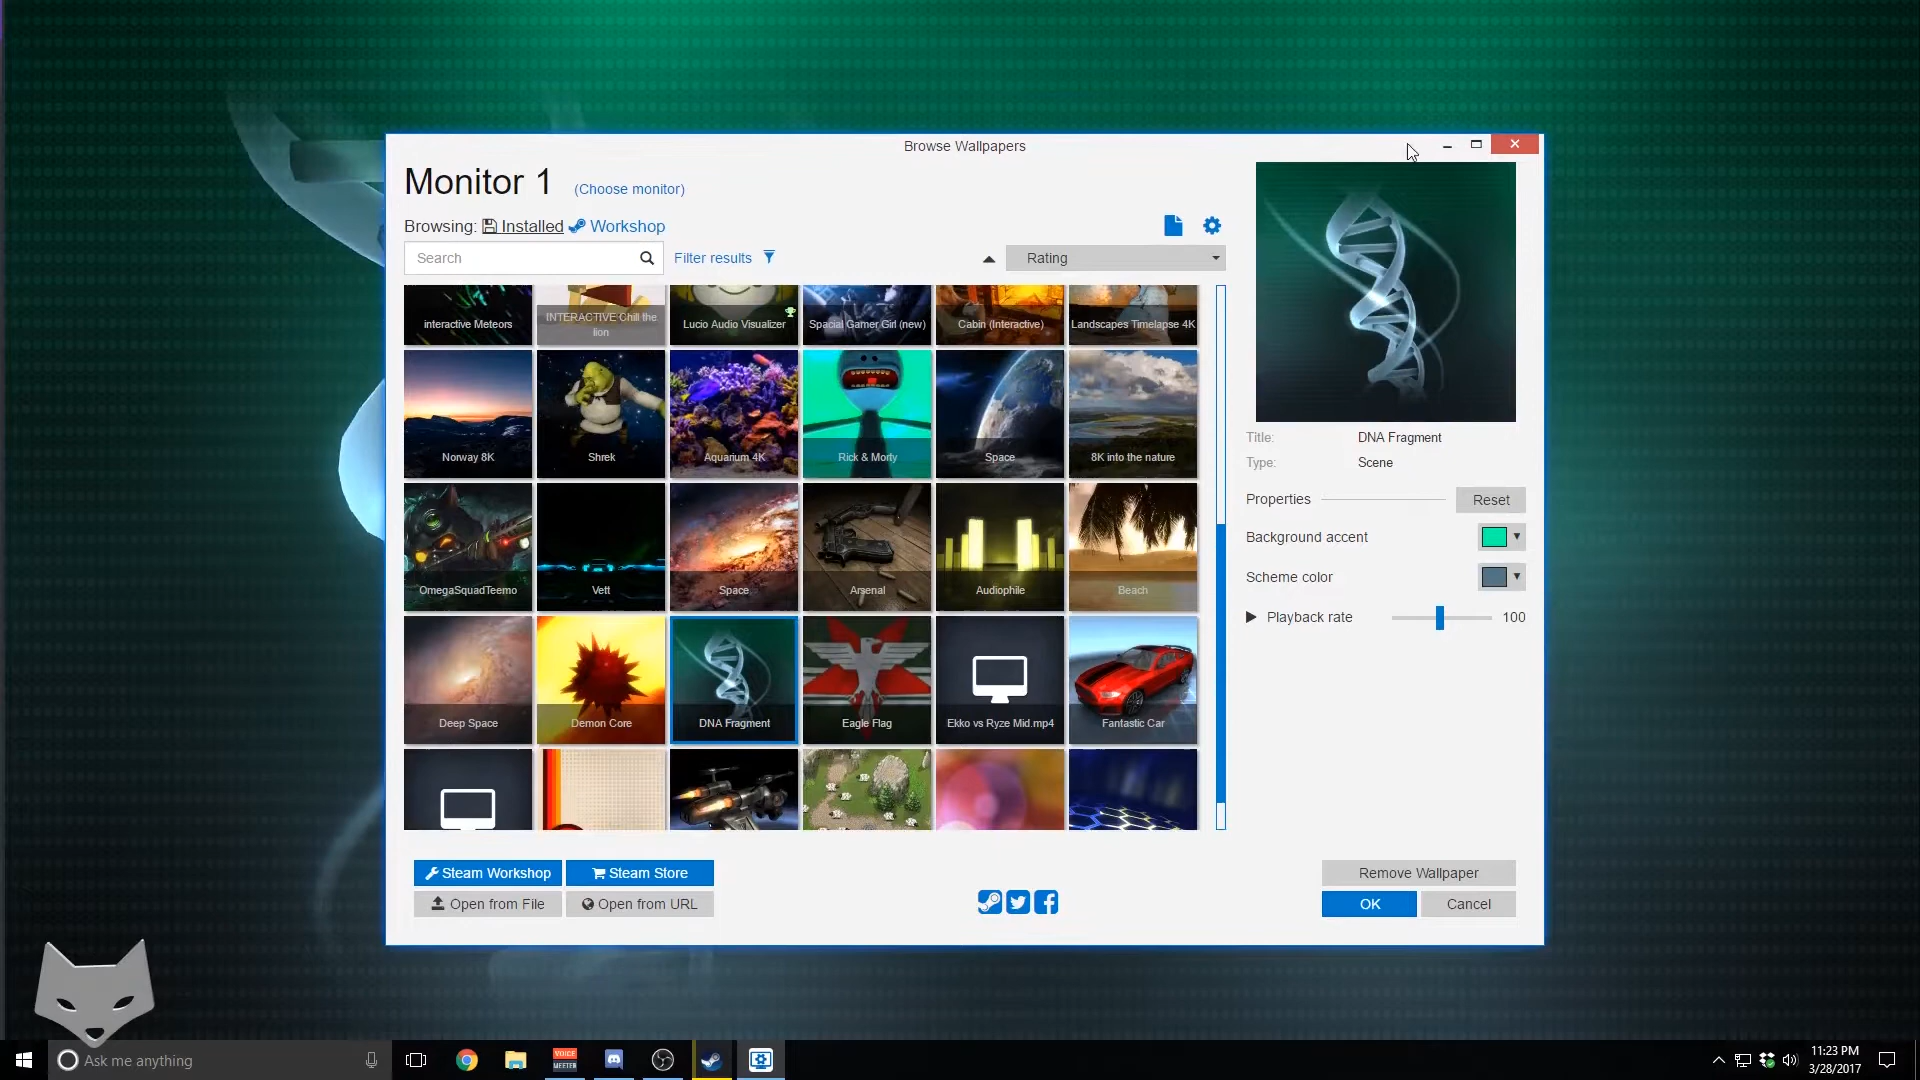 Browse Wallpapers
Monitor 1 (Choose monitor)
Browsing: Installed Workshop
Search
Filter results
Rating
interactive Meteors
INTERACTIVE Chill the
lion
Lucio Audio Visualizer
Spacial Gamer Girl (new)
Cabin (Interactive)
Landscapes Timelapse 4K
Norway 8K
Shrek
Aquarium 4K
Rick & Morty
Space
8K into the nature
OmegaSquadTeemo
Vett
Space
Arsenal
Audiophile
Beach
Deep Space
Demon Core
DNA Fragment
Eagle Flag
Ekko vs Ryze Mid.mp4
Fantastic Car
Title: DNA Fragment
Type: Scene
Properties
Reset
Background accent
Scheme color
Playback rate
100
Steam Workshop
Steam Store
Open from File
Open from URL
Remove Wallpaper
OK
Cancel
Ask me anything
VOICE
MEETER
11:23 PM
3/28/2017